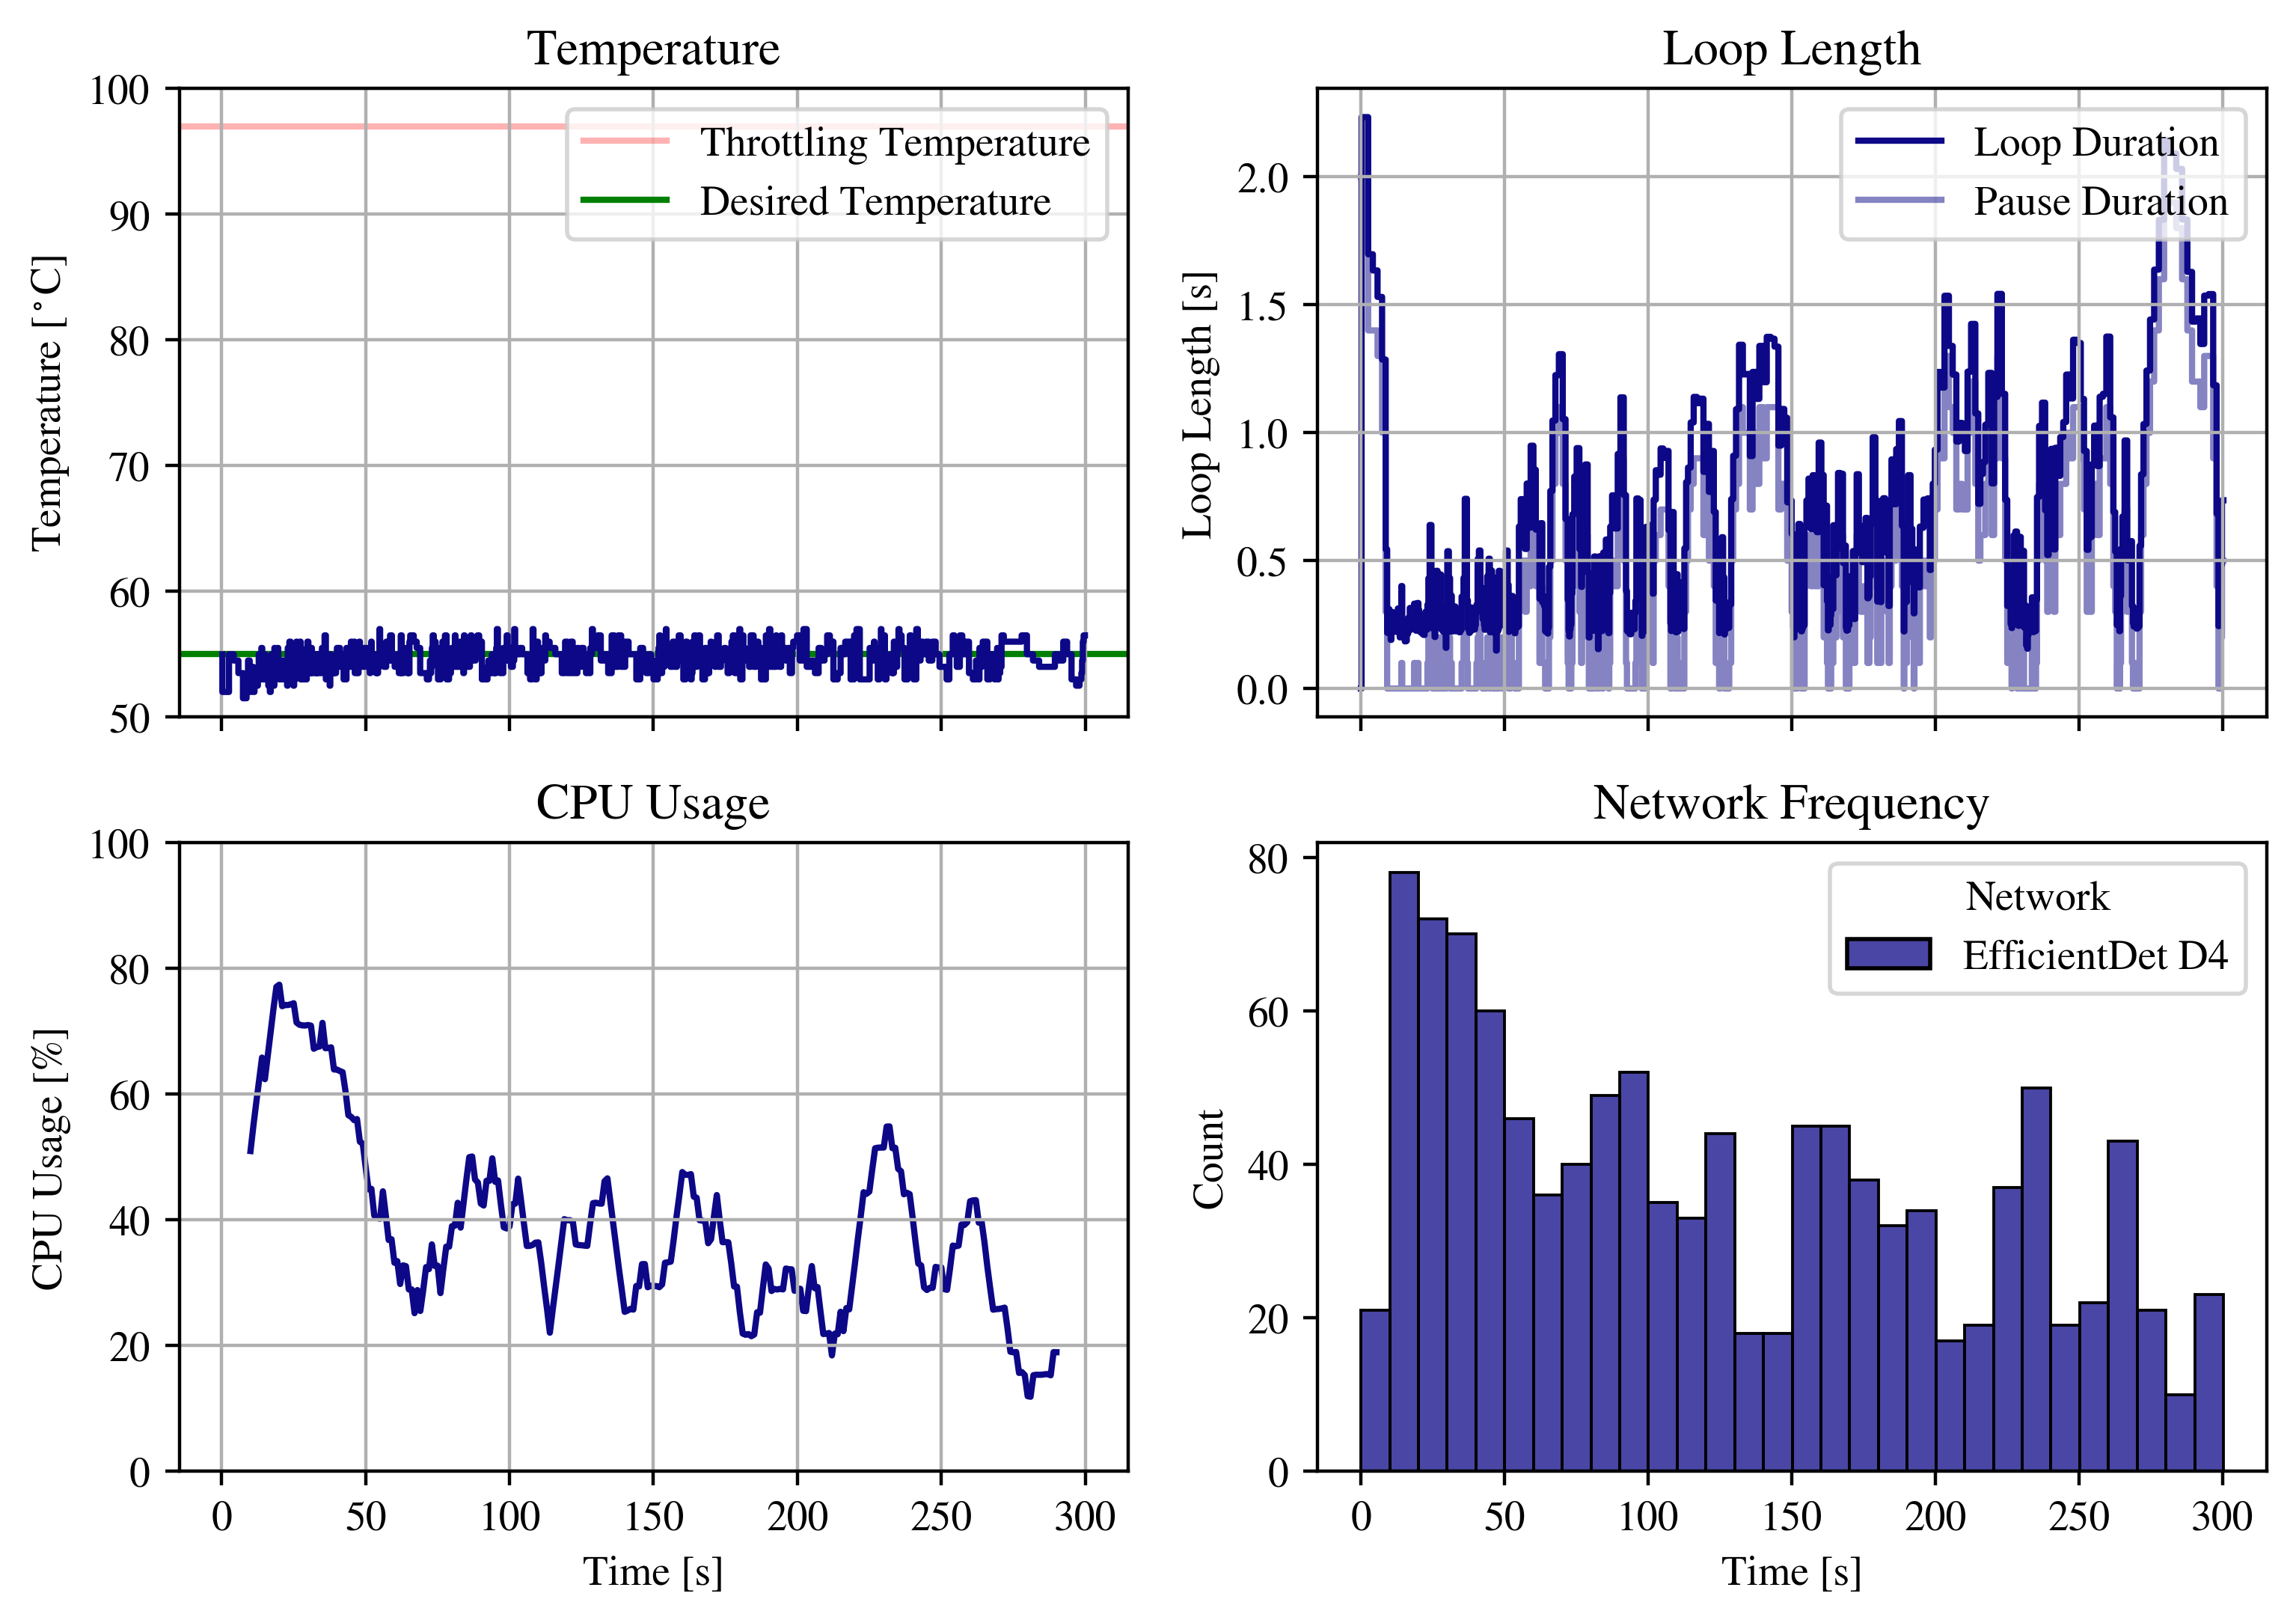 Temperature
100
90
80
70
60
50
Temperature [°C]
Throttling Temperature
Desired Temperature
Loop Length
2.0
1.5
1.0
0.5
0.0
Loop Length [s]
Loop Duration
Pause Duration
CPU Usage
100
80
60
40
20
0
CPU Usage [%]
0 50 100 150 200 250 300
Time [s]
Network Frequency
80
60
40
20
0
Count
Network
EfficientDet D4
0 50 100 150 200 250 300
Time [s]